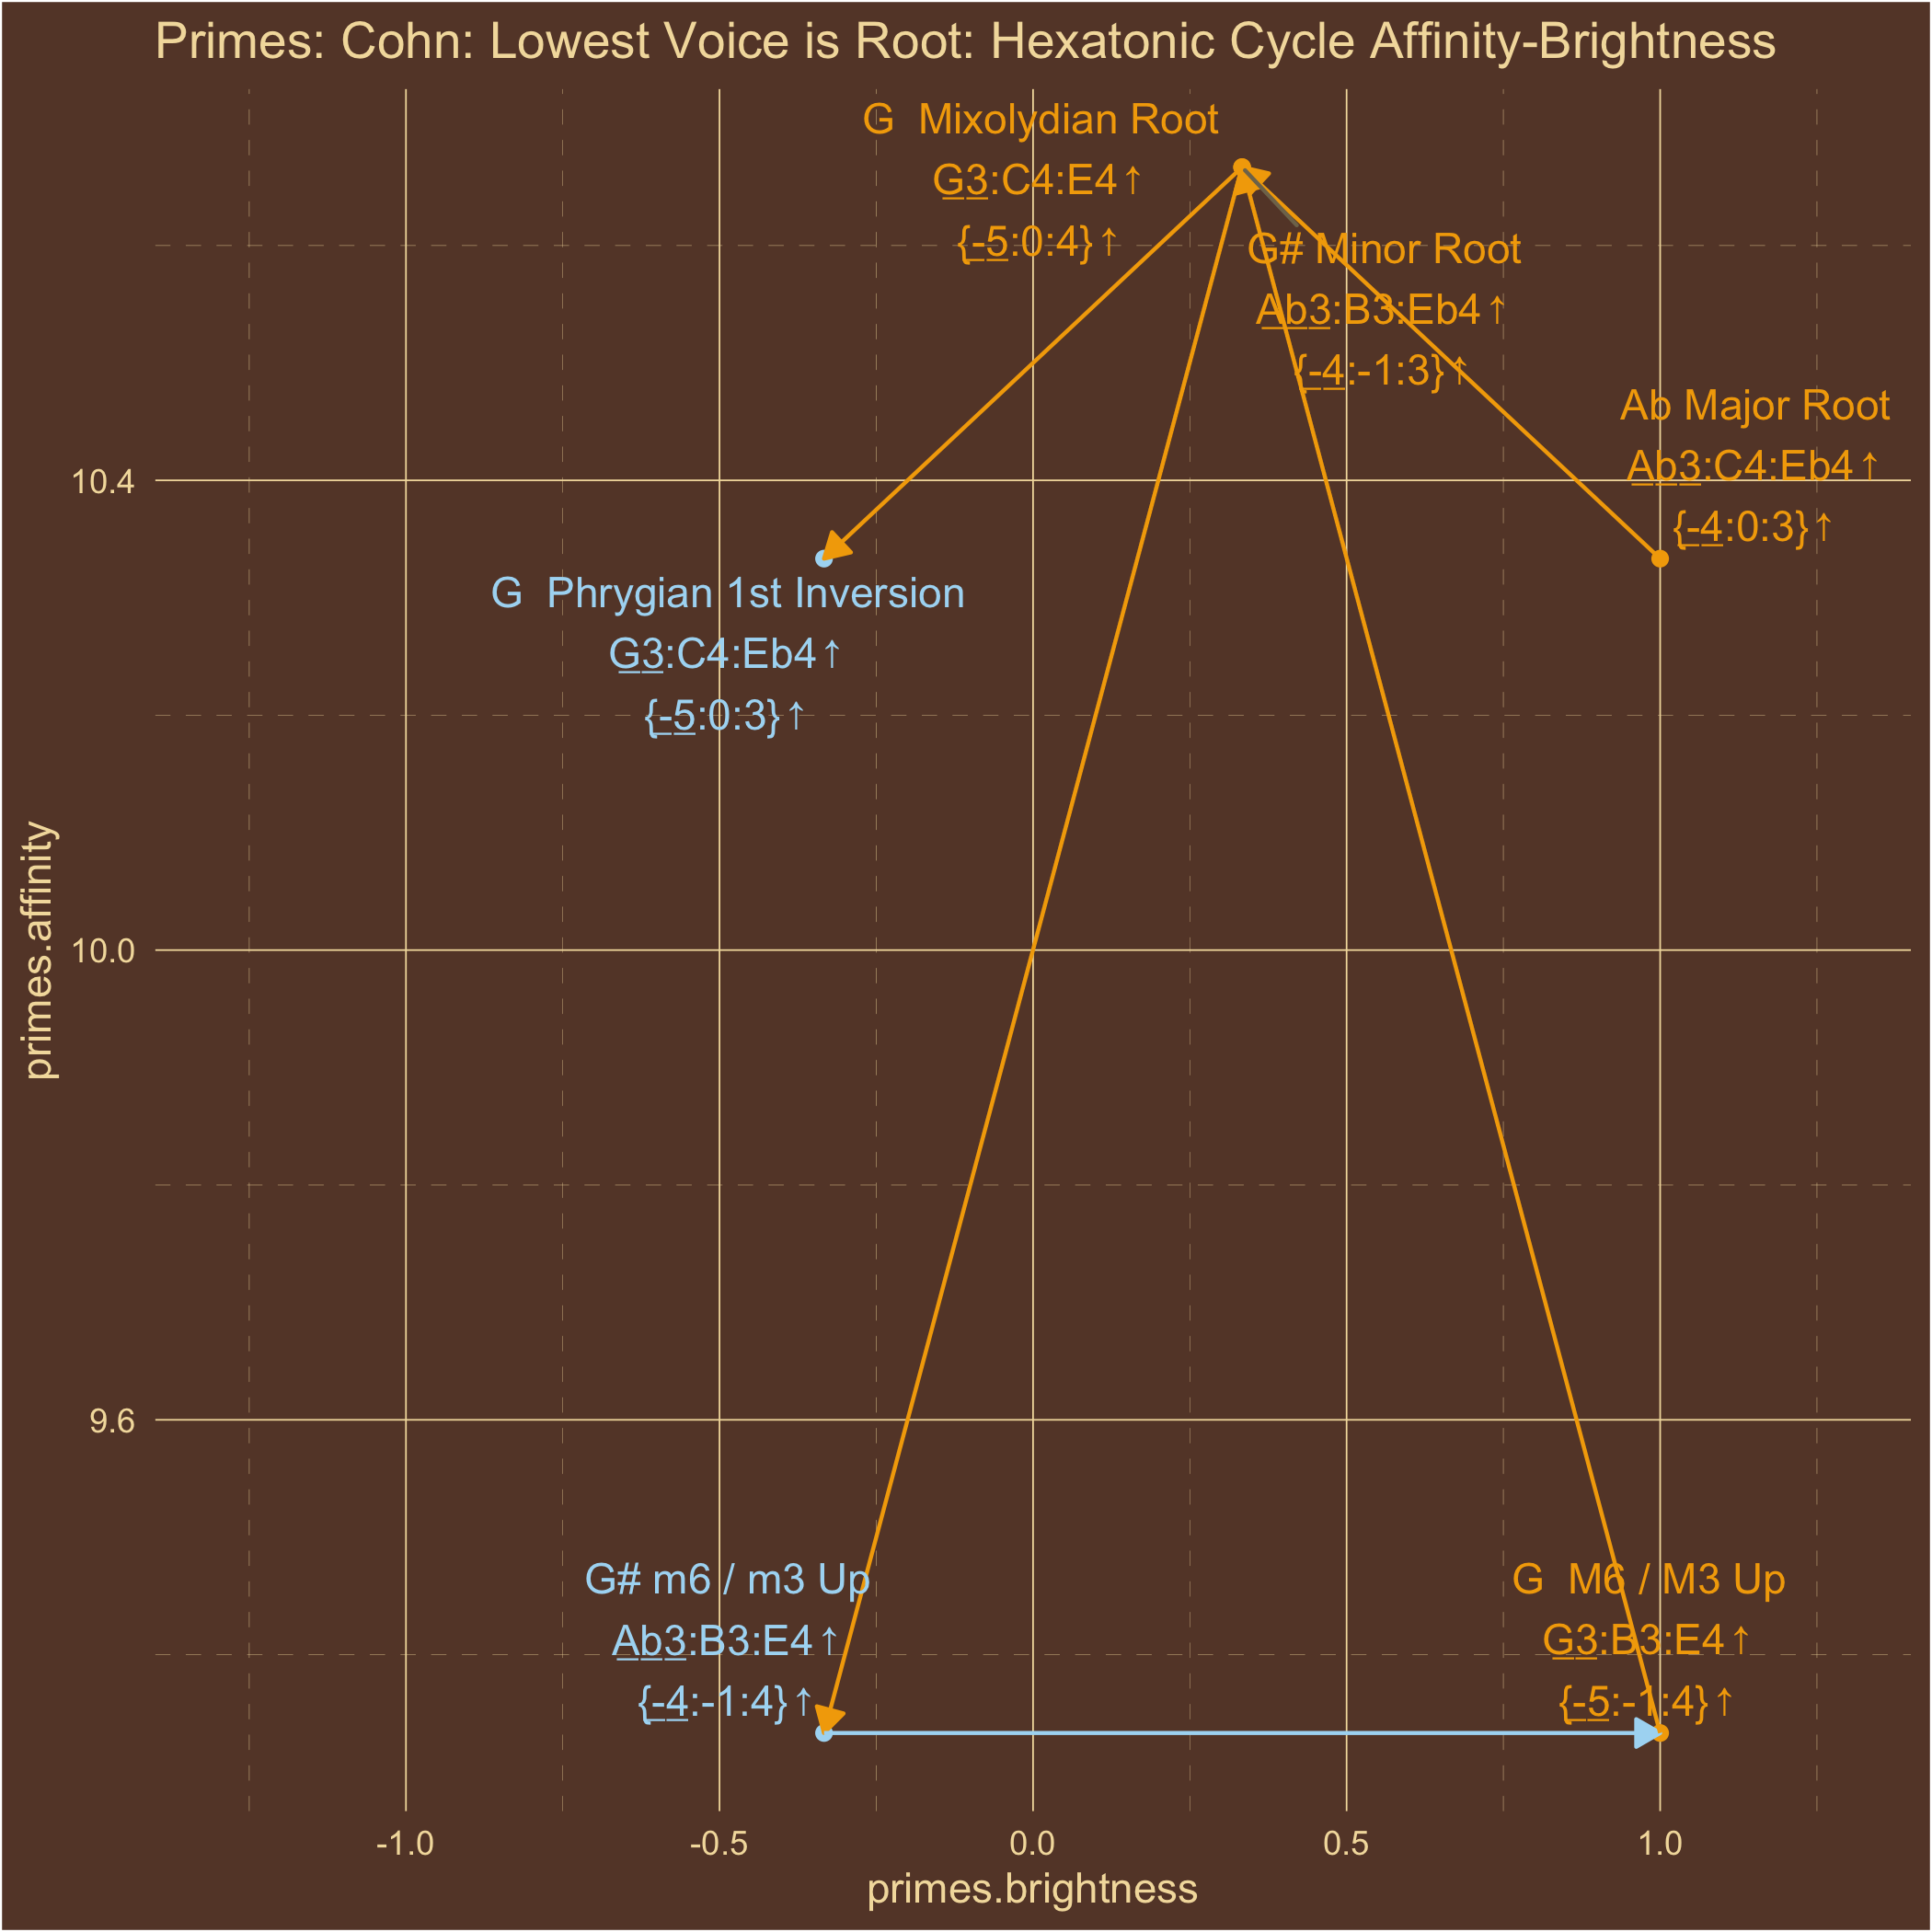 Primes: Cohn: Lowest Voice is Root: Hexatonic Cycle Affinity-Brightness
G  Mixolydian Root
G3:C4:E4↑
{-5:0:4}↑
G# Minor Root
Ab3:B3:Eb4↑
{-4:-1:3}↑
Ab Major Root
Ab3:C4:Eb4↑
{-4:0:3}↑
10.4
G  Phrygian 1st Inversion
G3:C4:Eb4↑
{-5:0:3}↑
primes.affinity
10.0
9.6
G# m6 / m3 Up
Ab3:B3:E4↑
{-4:-1:4}↑
G  M6 / M3 Up
G3:B3:E4↑
{-5:-1:4}↑
-1.0
-0.5
0.0
0.5
1.0
primes.brightness